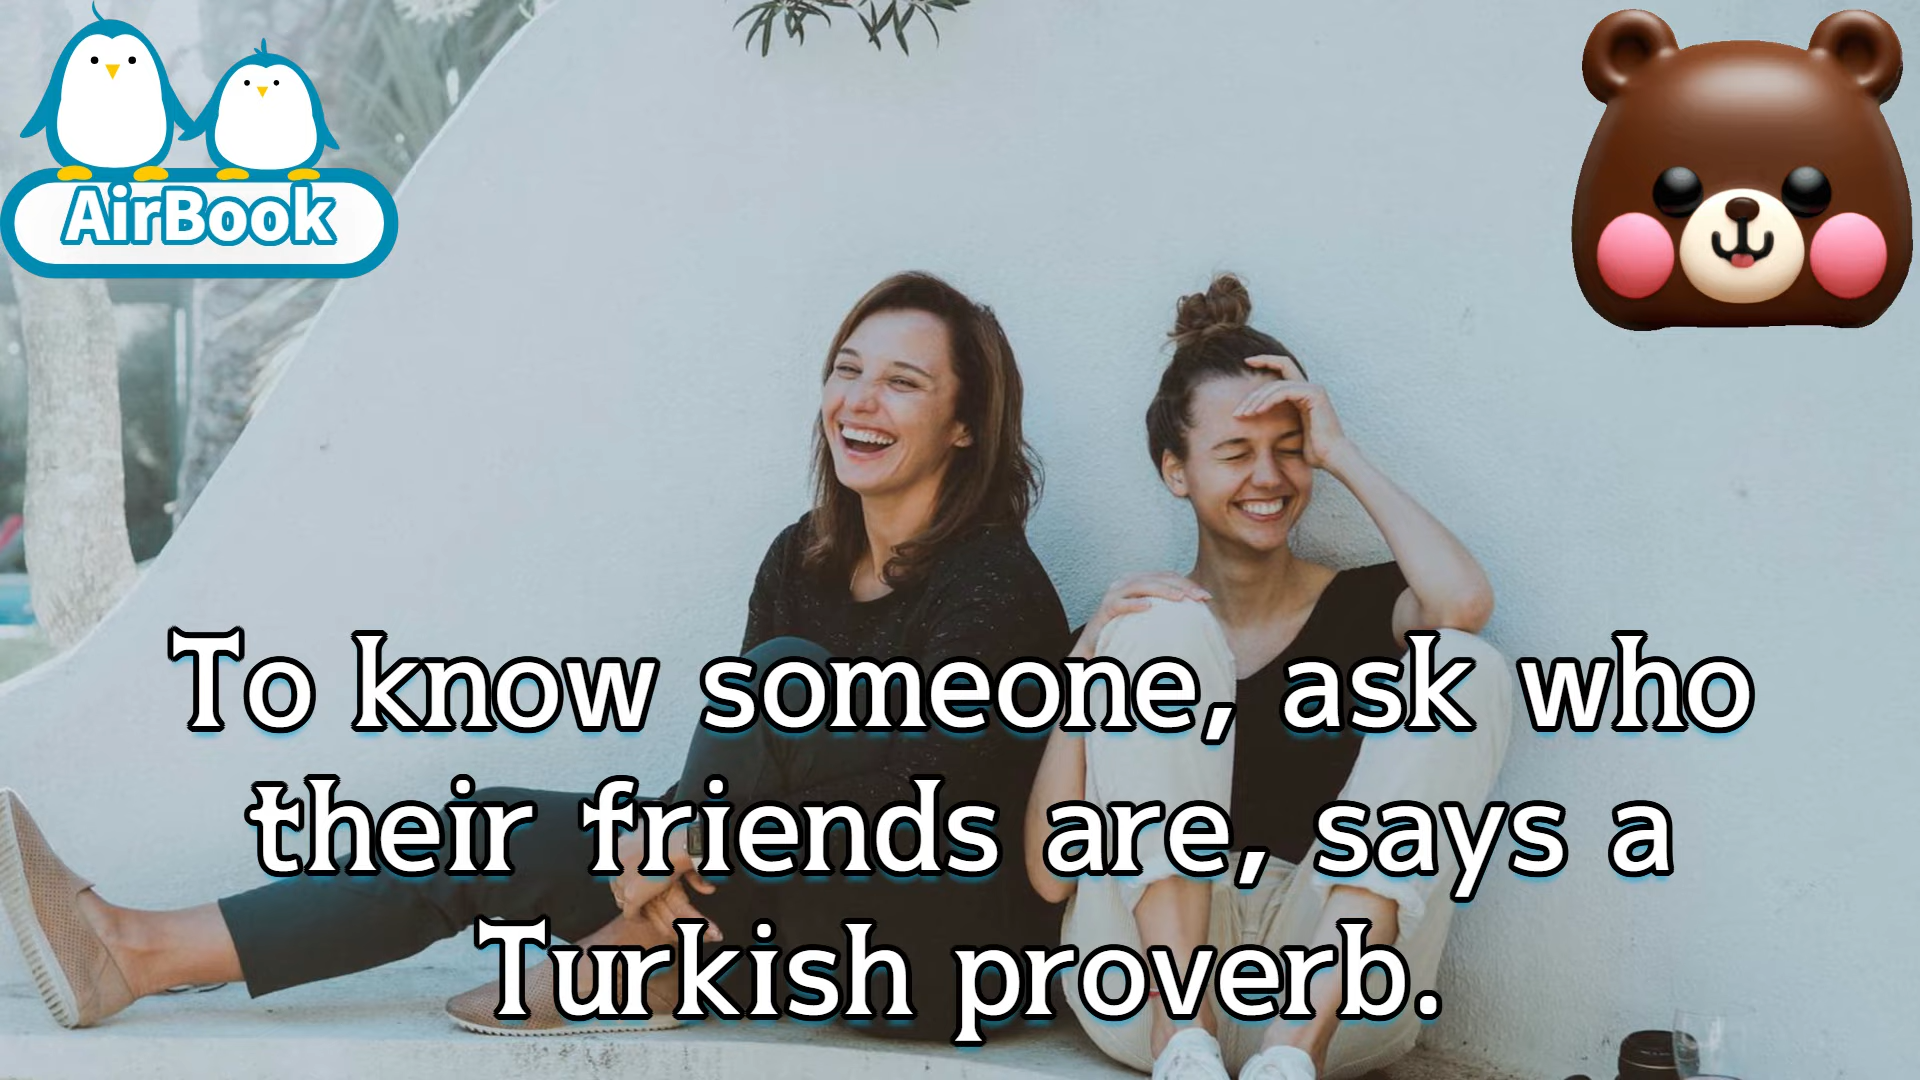 AirBook
To know someone, ask who
their friends are, says a
Turkish proverb.